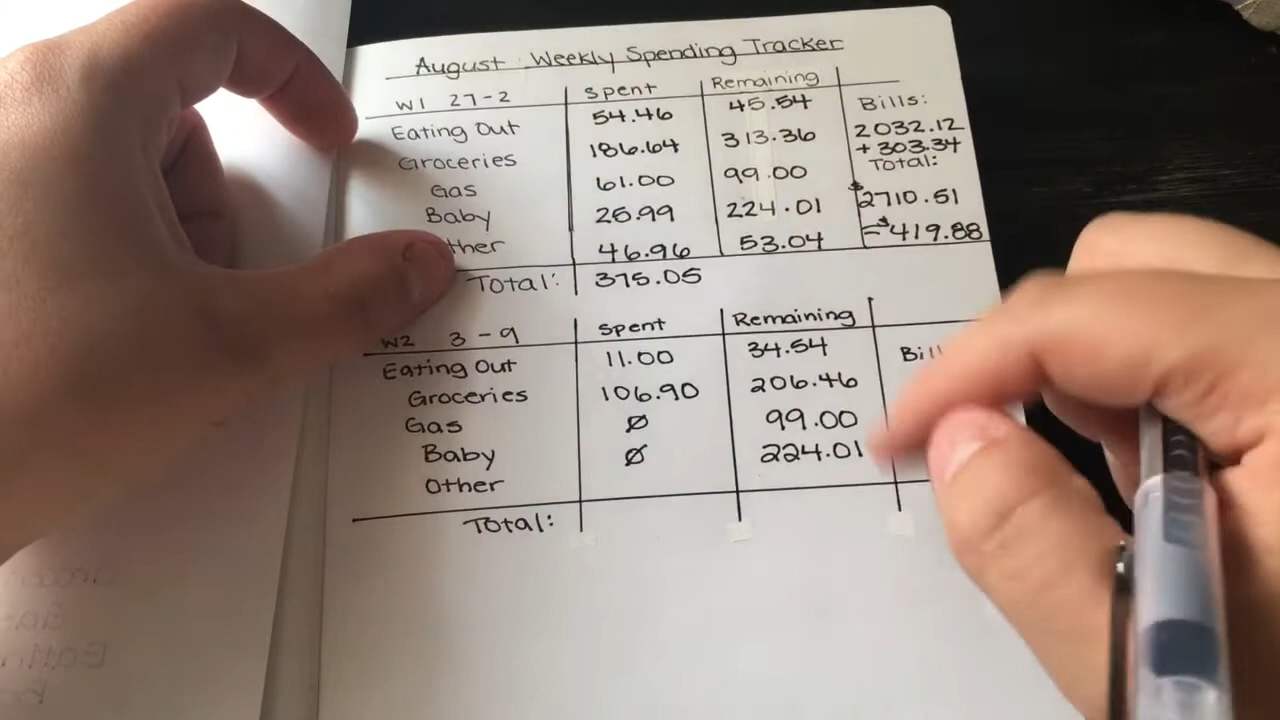 August Weekly Spending Tracker
W1 27-2 Spent Remaining
Eating Out 54.46 45.54 Bills:
Groceries 186.64 313.36 2032.12
+303.34
Gas 61.00 99.00 Total:
Baby 25.99 224.01 $2710.51
ther 46.96 53.04 =$419.88
Total: 375.05
W2 3-9 Spent Remaining
Eating Out 11.00 34.54 Bill
Groceries 106.90 206.46
Gas Ø 99.00
Baby Ø 224.01
Other
Total: